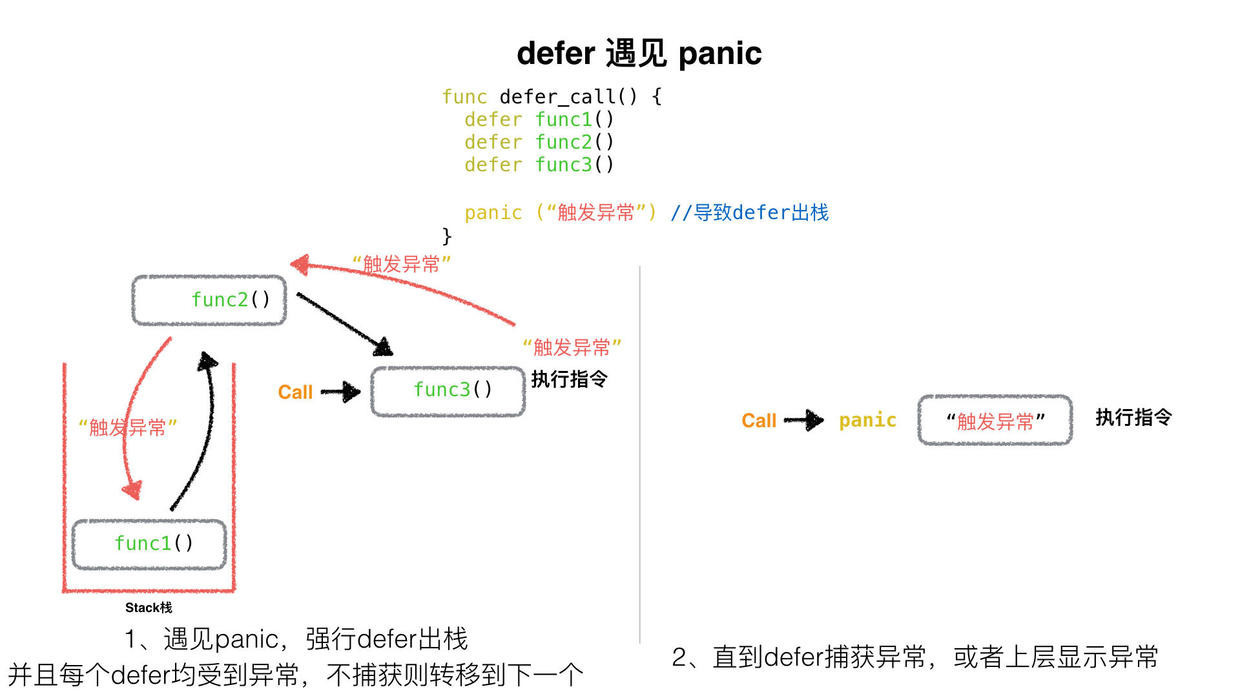 defer 遇见 panic
func defer_call() {
defer func1()
defer func2()
defer func3()
panic (“触发异常”) //导致defer出栈
}
“触发异常”
func2()
“触发异常”
执行指令
Call
func3()
“触发异常”
func1()
Stack栈
1、遇见panic，强行defer出栈
并且每个defer均受到异常，不捕获则转移到下一个
Call panic “触发异常” 执行指令
2、直到defer捕获异常，或者上层显示异常